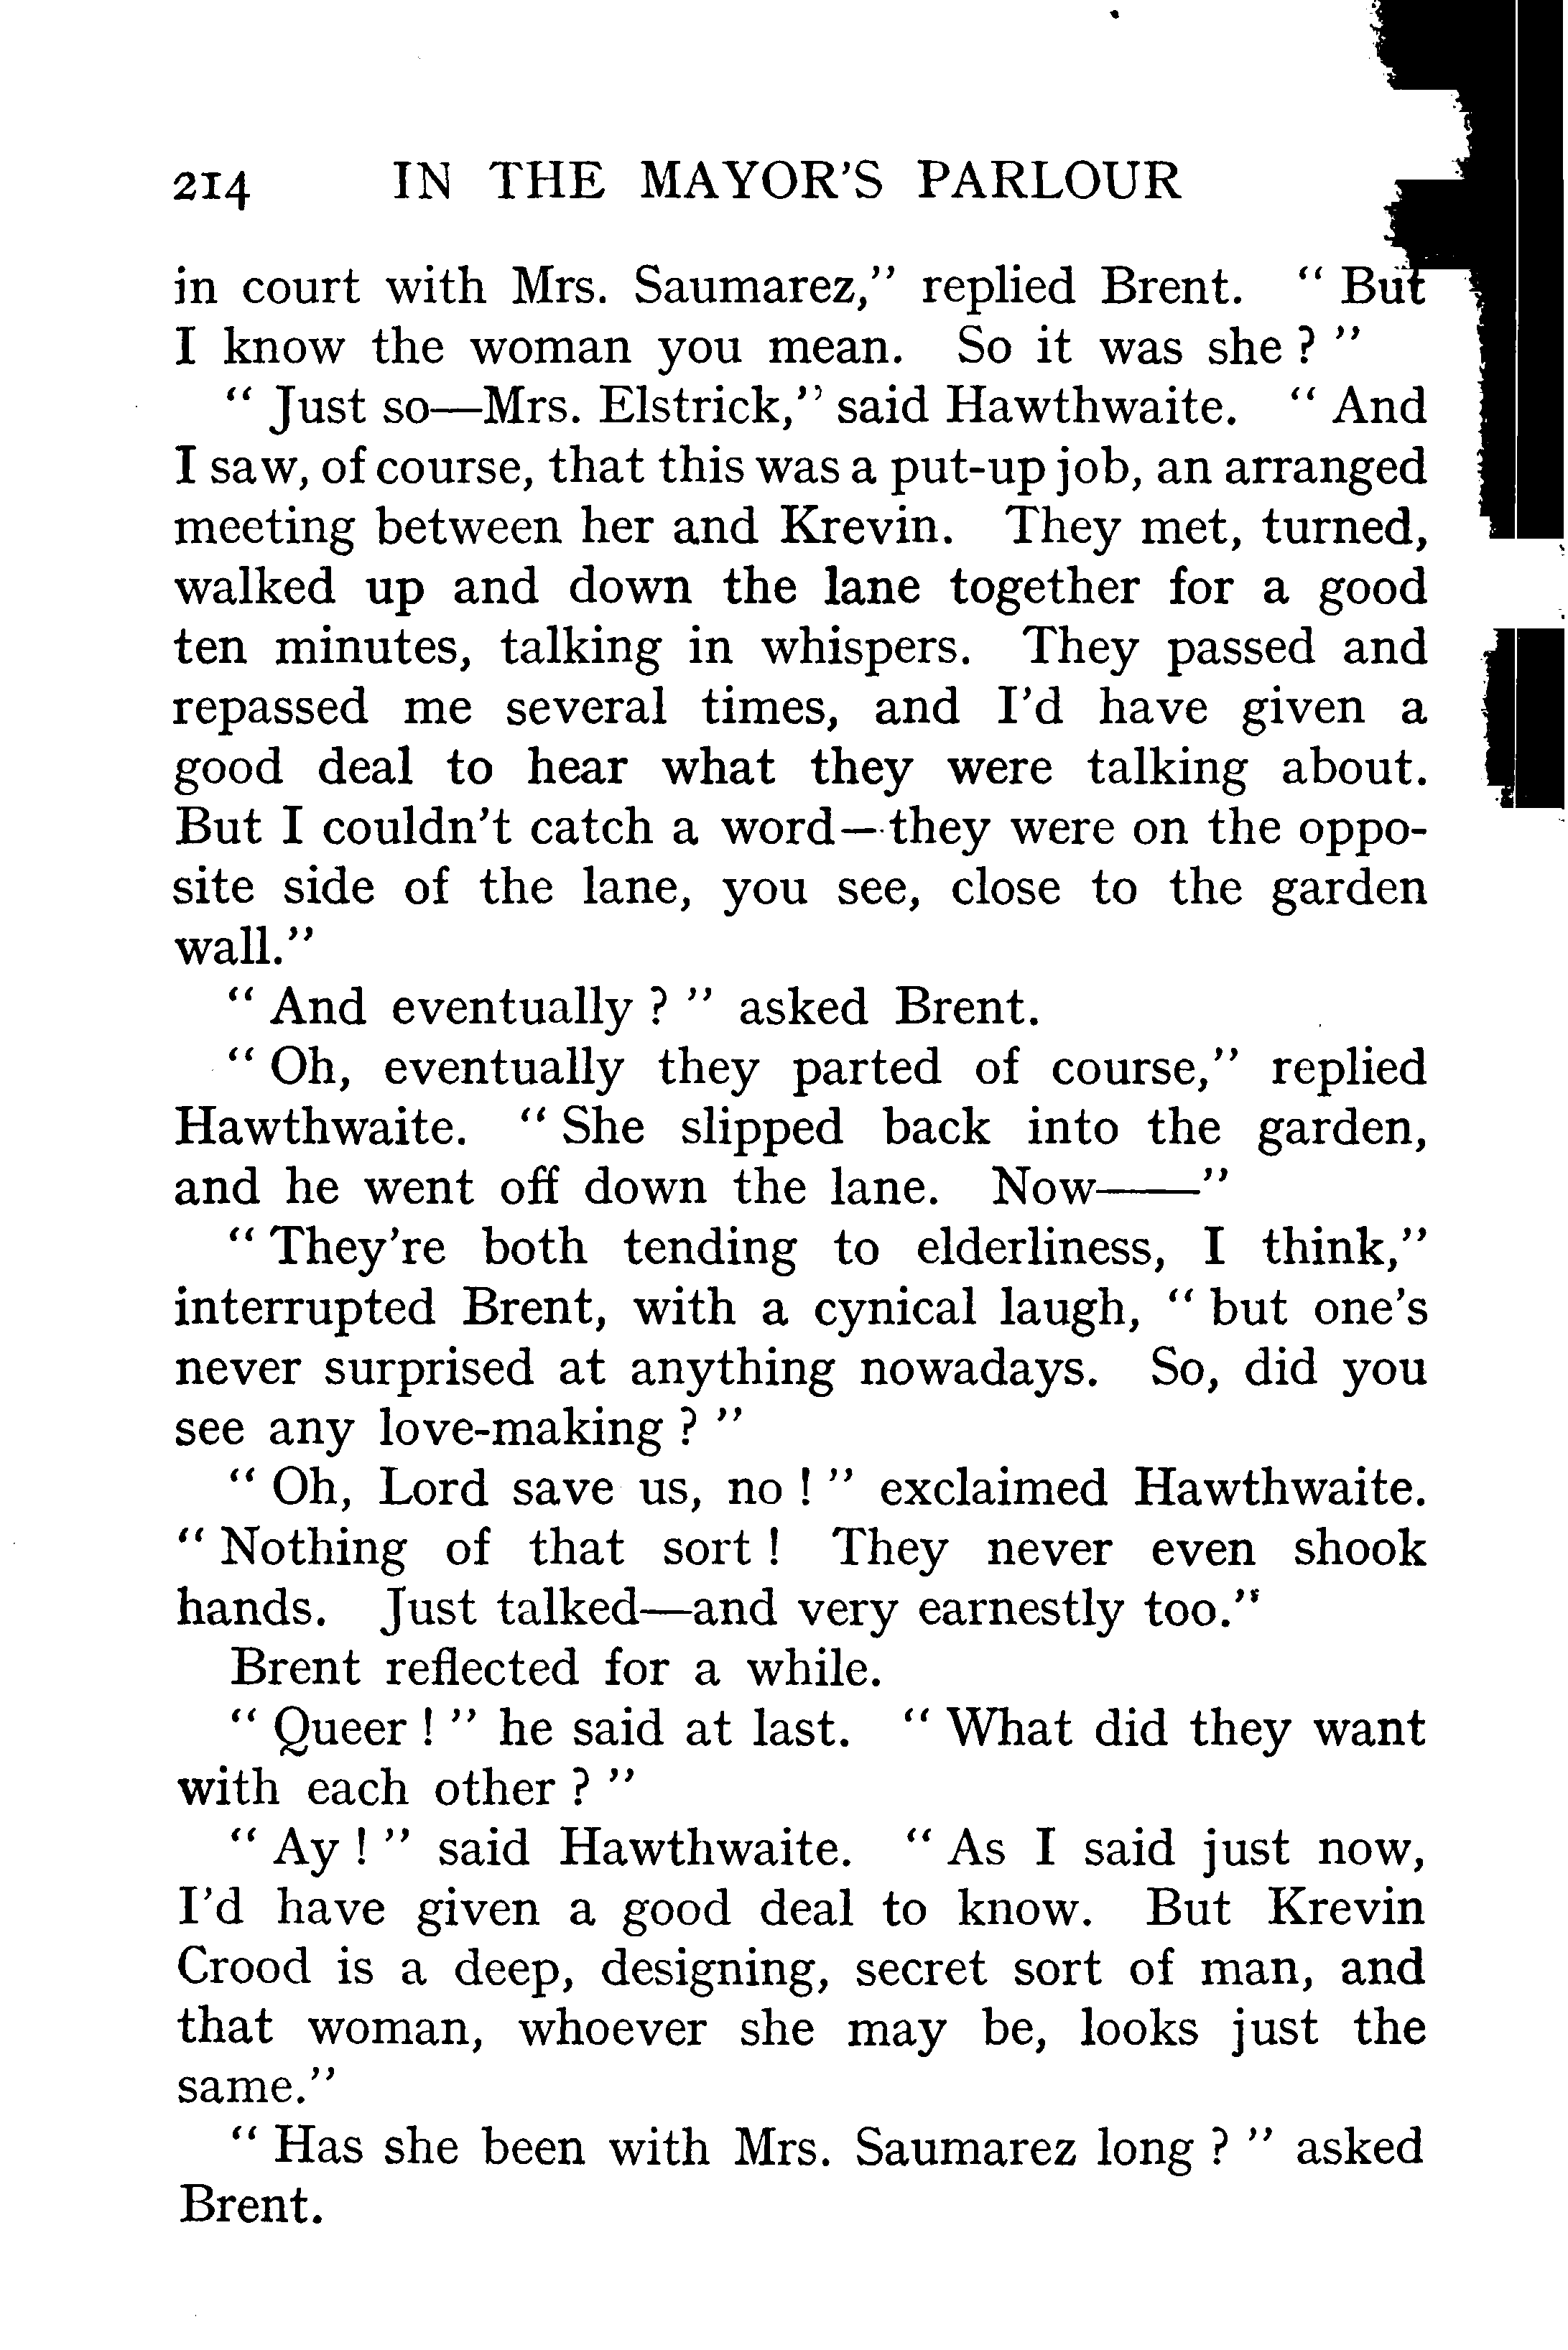 214 IN THE MAYOR'S PARLOUR
in court with Mrs. Saumarez,” replied Brent. “ But
I know the woman you mean. So it was she ? ”
“ Just so—Mrs. Elstrick,” said Hawthwaite. “ And
I saw, of course, that this was a put-up job, an arranged
meeting between her and Krevin. They met, turned,
walked up and down the lane together for a good
ten minutes, talking in whispers. They passed and
repassed me several times, and I’d have given a
good deal to hear what they were talking about.
But I couldn’t catch a word—they were on the oppo-
site side of the lane, you see, close to the garden
wall.”
“ And eventually ? ” asked Brent.
“ Oh, eventually they parted of course,” replied
Hawthwaite. “ She slipped back into the garden,
and he went off down the lane. Now——”
“ They’re both tending to elderliness, I think,”
interrupted Brent, with a cynical laugh, “ but one’s
never surprised at anything nowadays. So, did you
see any love-making ? ”
“ Oh, Lord save us, no ! ” exclaimed Hawthwaite.
“ Nothing of that sort ! They never even shook
hands. Just talked—and very earnestly too.”
Brent reflected for a while.
“ Queer ! ” he said at last. “ What did they want
with each other ? ”
“ Ay ! ” said Hawthwaite. “ As I said just now,
I’d have given a good deal to know. But Krevin
Crood is a deep, designing, secret sort of man, and
that woman, whoever she may be, looks just the
same.”
“ Has she been with Mrs. Saumarez long ? ” asked
Brent.